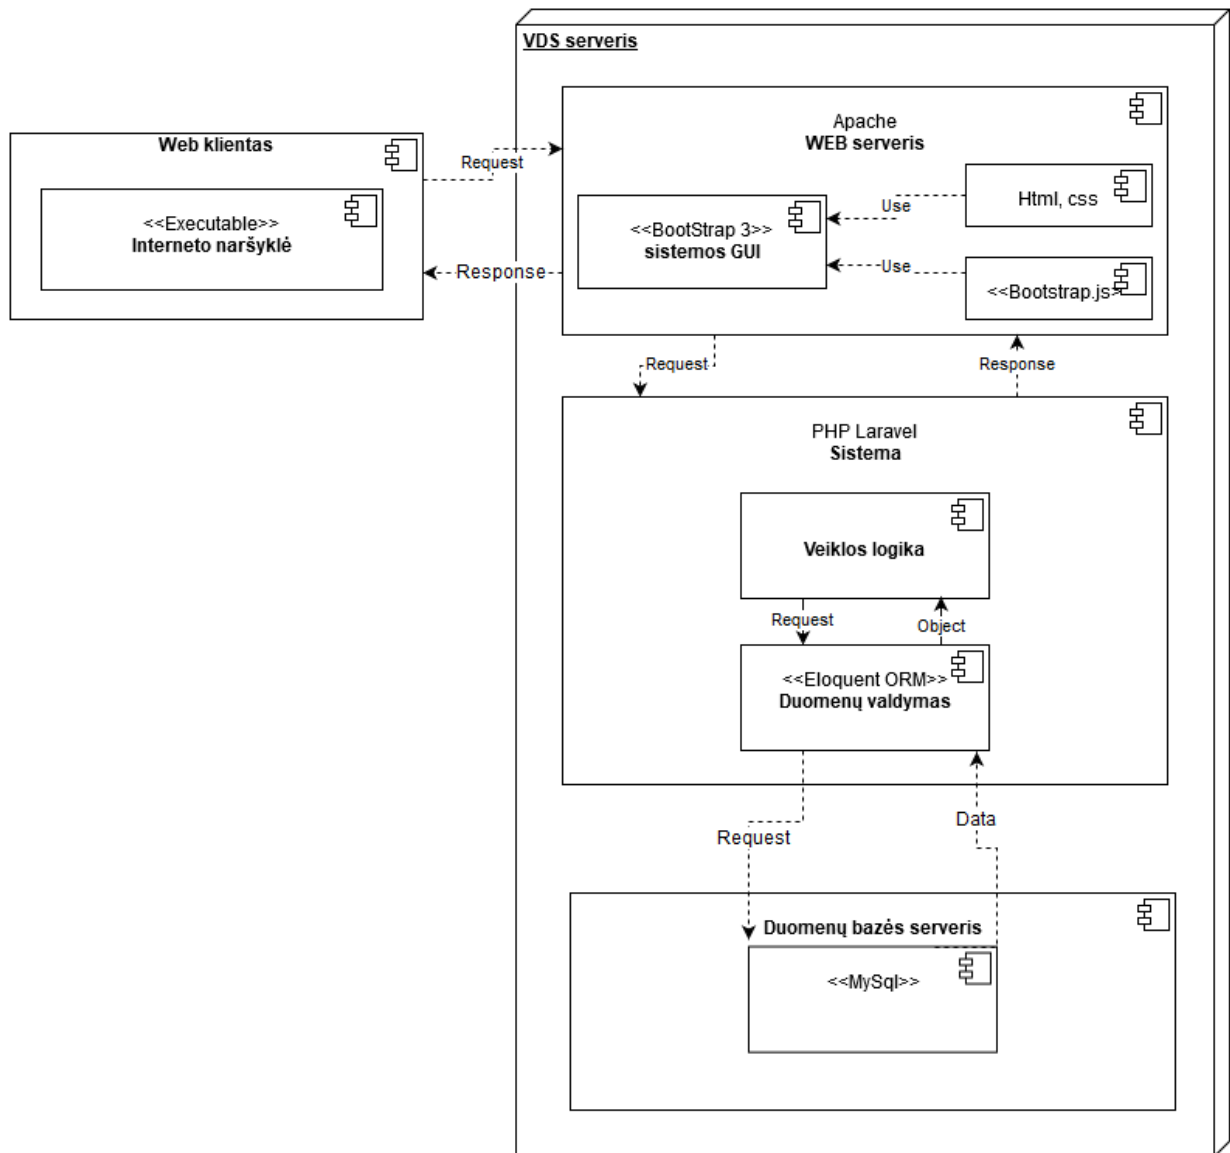 VDS serveris
Web klientas
<<Executable>>
Interneto naršyklė
Request
Response
Apache
WEB serveris
<<BootStrap 3>>
sistemos GUI
Use
Html, css
Use
<<Bootstrap.js>
Request
Response
PHP Laravel
Sistema
Veiklos logika
Request
Object
<<Eloquent ORM>>
Duomenų valdymas
Request
Data
Duomenų bazės serveris
<<MySql>>